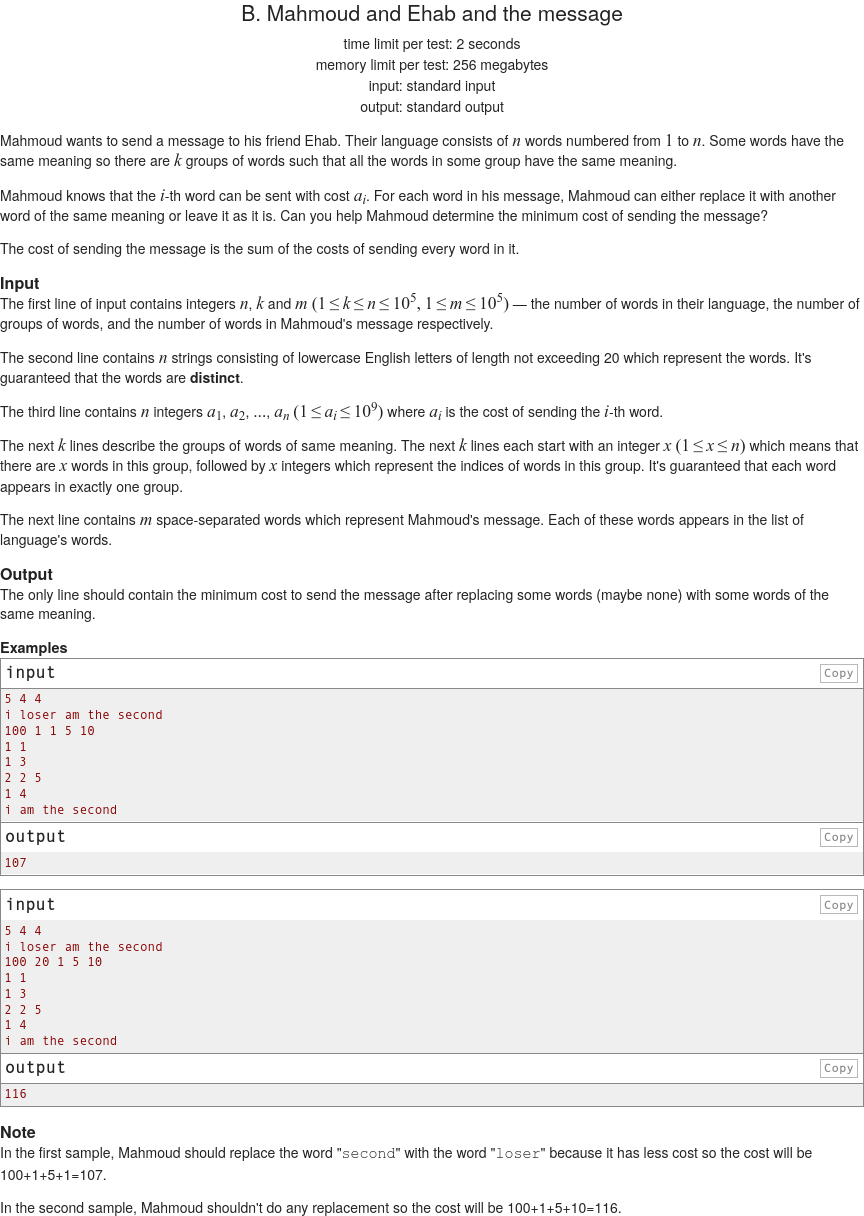 B. Mahmoud and Ehab and the message
time limit per test: 2 seconds
memory limit per test: 256 megabytes
input: standard input
output: standard output
Mahmoud wants to send a message to his friend Ehab. Their language consists of n words numbered from 1 to n. Some words have the
same meaning so there are k groups of words such that all the words in some group have the same meaning.
Mahmoud knows that the i-th word can be sent with cost aᵢ. For each word in his message, Mahmoud can either replace it with another
word of the same meaning or leave it as it is. Can you help Mahmoud determine the minimum cost of sending the message?
The cost of sending the message is the sum of the costs of sending every word in it.
Input
The first line of input contains integers n, k and m (1 ≤ k ≤ n ≤ 10⁵, 1 ≤ m ≤ 10⁵) — the number of words in their language, the number of
groups of words, and the number of words in Mahmoud's message respectively.
The second line contains n strings consisting of lowercase English letters of length not exceeding 20 which represent the words. It's
guaranteed that the words are distinct.
The third line contains n integers a₁, a₂, ..., aₙ (1 ≤ aᵢ ≤ 10⁹) where aᵢ is the cost of sending the i-th word.
The next k lines describe the groups of words of same meaning. The next k lines each start with an integer x (1 ≤ x ≤ n) which means that
there are x words in this group, followed by x integers which represent the indices of words in this group. It's guaranteed that each word
appears in exactly one group.
The next line contains m space-separated words which represent Mahmoud's message. Each of these words appears in the list of
language's words.
Output
The only line should contain the minimum cost to send the message after replacing some words (maybe none) with some words of the
same meaning.
Examples
input Copy
5 4 4
i loser am the second
100 1 1 5 10
1 1
1 3
2 2 5
1 4
i am the second
output Copy
107
input Copy
5 4 4
i loser am the second
100 20 1 5 10
1 1
1 3
2 2 5
1 4
i am the second
output Copy
116
Note
In the first sample, Mahmoud should replace the word "second" with the word "loser" because it has less cost so the cost will be
100+1+5+1=107.
In the second sample, Mahmoud shouldn't do any replacement so the cost will be 100+1+5+10=116.